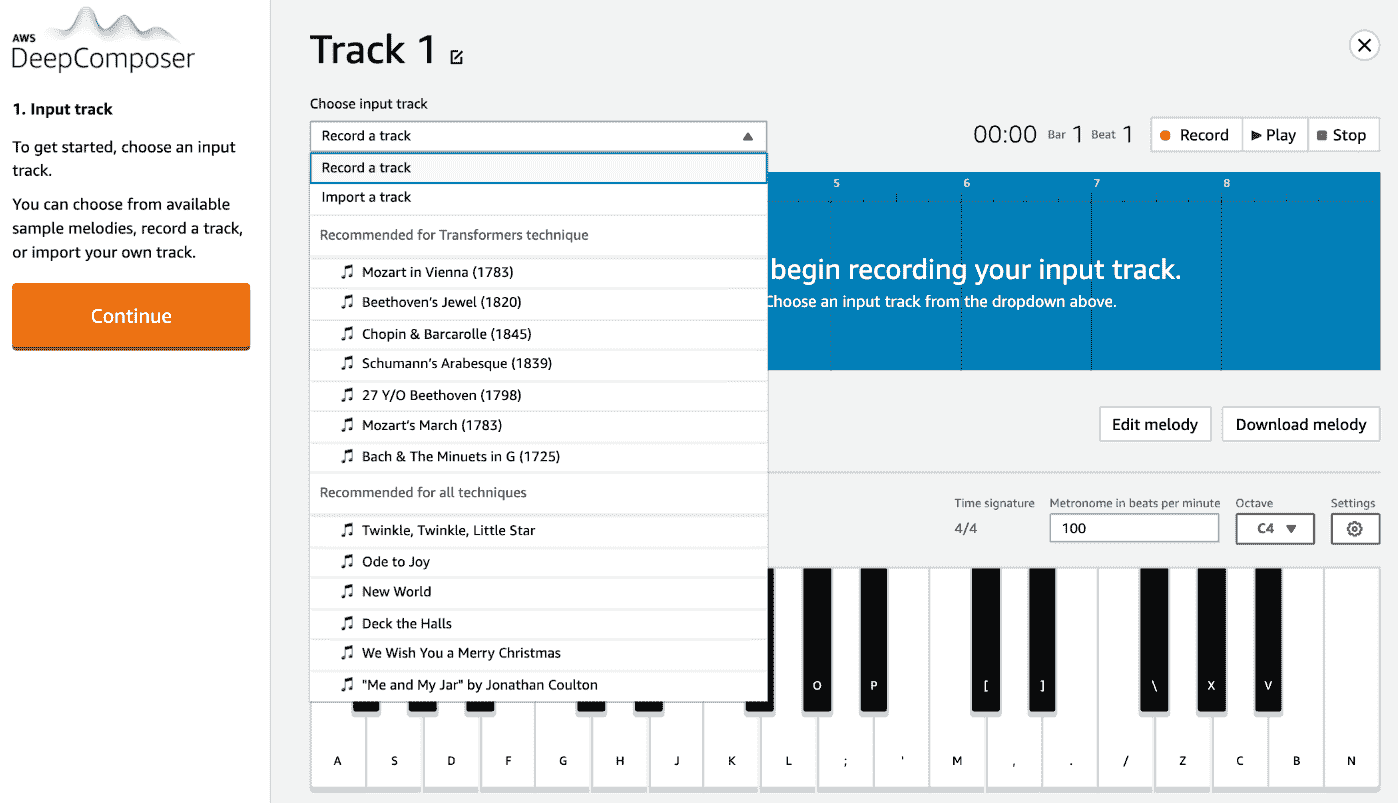 AWS
DeepComposer
1. Input track
To get started, choose an input
track.
You can choose from available
sample melodies, record a track,
or import your own track.
Continue
Track 1
Choose input track
Record a track
00:00 Bar 1 Beat 1
Record
Play
Stop
Record a track
Import a track
Recommended for Transformers technique
Mozart in Vienna (1783)
Beethoven's Jewel (1820)
Chopin & Barcarolle (1845)
Schumann's Arabesque (1839)
27 Y/O Beethoven (1798)
Mozart's March (1783)
Bach & The Minuets in G (1725)
Recommended for all techniques
Twinkle, Twinkle, Little Star
Ode to Joy
New World
Deck the Halls
We Wish You a Merry Christmas
"Me and My Jar" by Jonathan Coulton
5 6 7 8
begin recording your input track.
Choose an input track from the dropdown above.
Edit melody
Download melody
Time signature
4/4
Metronome in beats per minute
100
Octave
C4
Settings
O P [ ] \ X V
A S D F G H J K L ; ' M , . / Z C B N